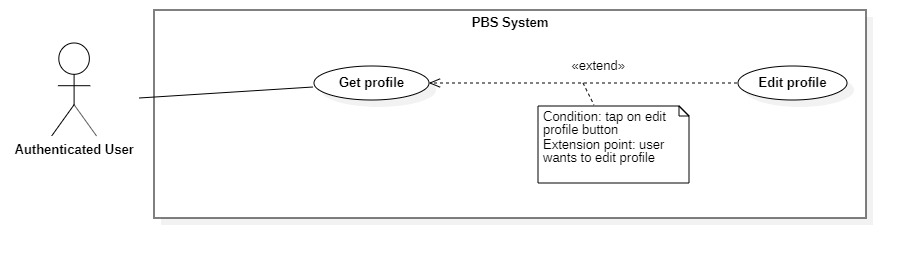 PBS System
«extend»
Get profile
Edit profile
Condition: tap on edit
profile button
Extension point: user
wants to edit profile
Authenticated User